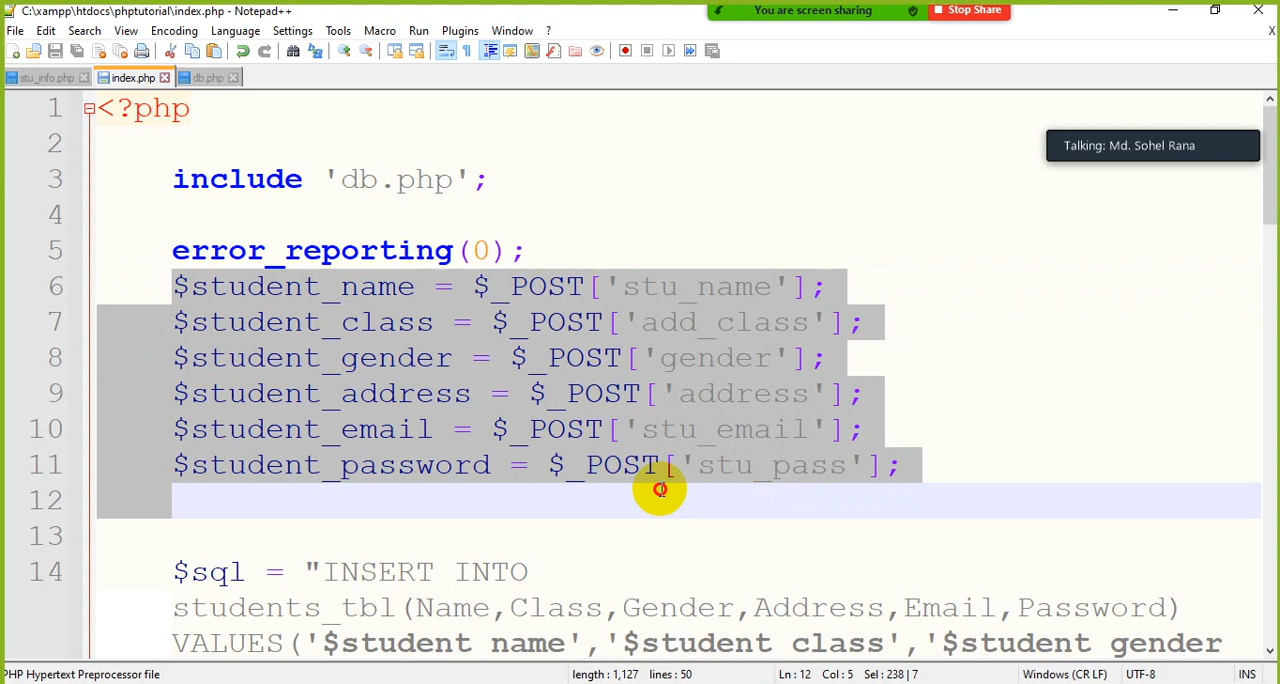 C:\xampp\htdocs\phptutorial\index.php - Notepad++
You are screen sharing
Stop Share
File Edit Search View Encoding Language Settings Tools Macro Run Plugins Window ?
X
stu_info.php index.php db.php
Talking: Md. Sohel Rana
1 <?php
2
3 include 'db.php';
4
5 error_reporting(0);
6 $student_name = $_POST['stu_name'];
7 $student_class = $_POST['add_class'];
8 $student_gender = $_POST['gender'];
9 $student_address = $_POST['address'];
10 $student_email = $_POST['stu_email'];
11 $student_password = $_POST['stu_pass'];
12
13
14 $sql = "INSERT INTO
students_tbl(Name,Class,Gender,Address,Email,Password)
VALUES('$student_name','$student_class','$student_gender
PHP Hypertext Preprocessor file length : 1,127 lines : 50 Ln : 12 Col : 5 Sel : 238 | 7 Windows (CR LF) UTF-8 INS